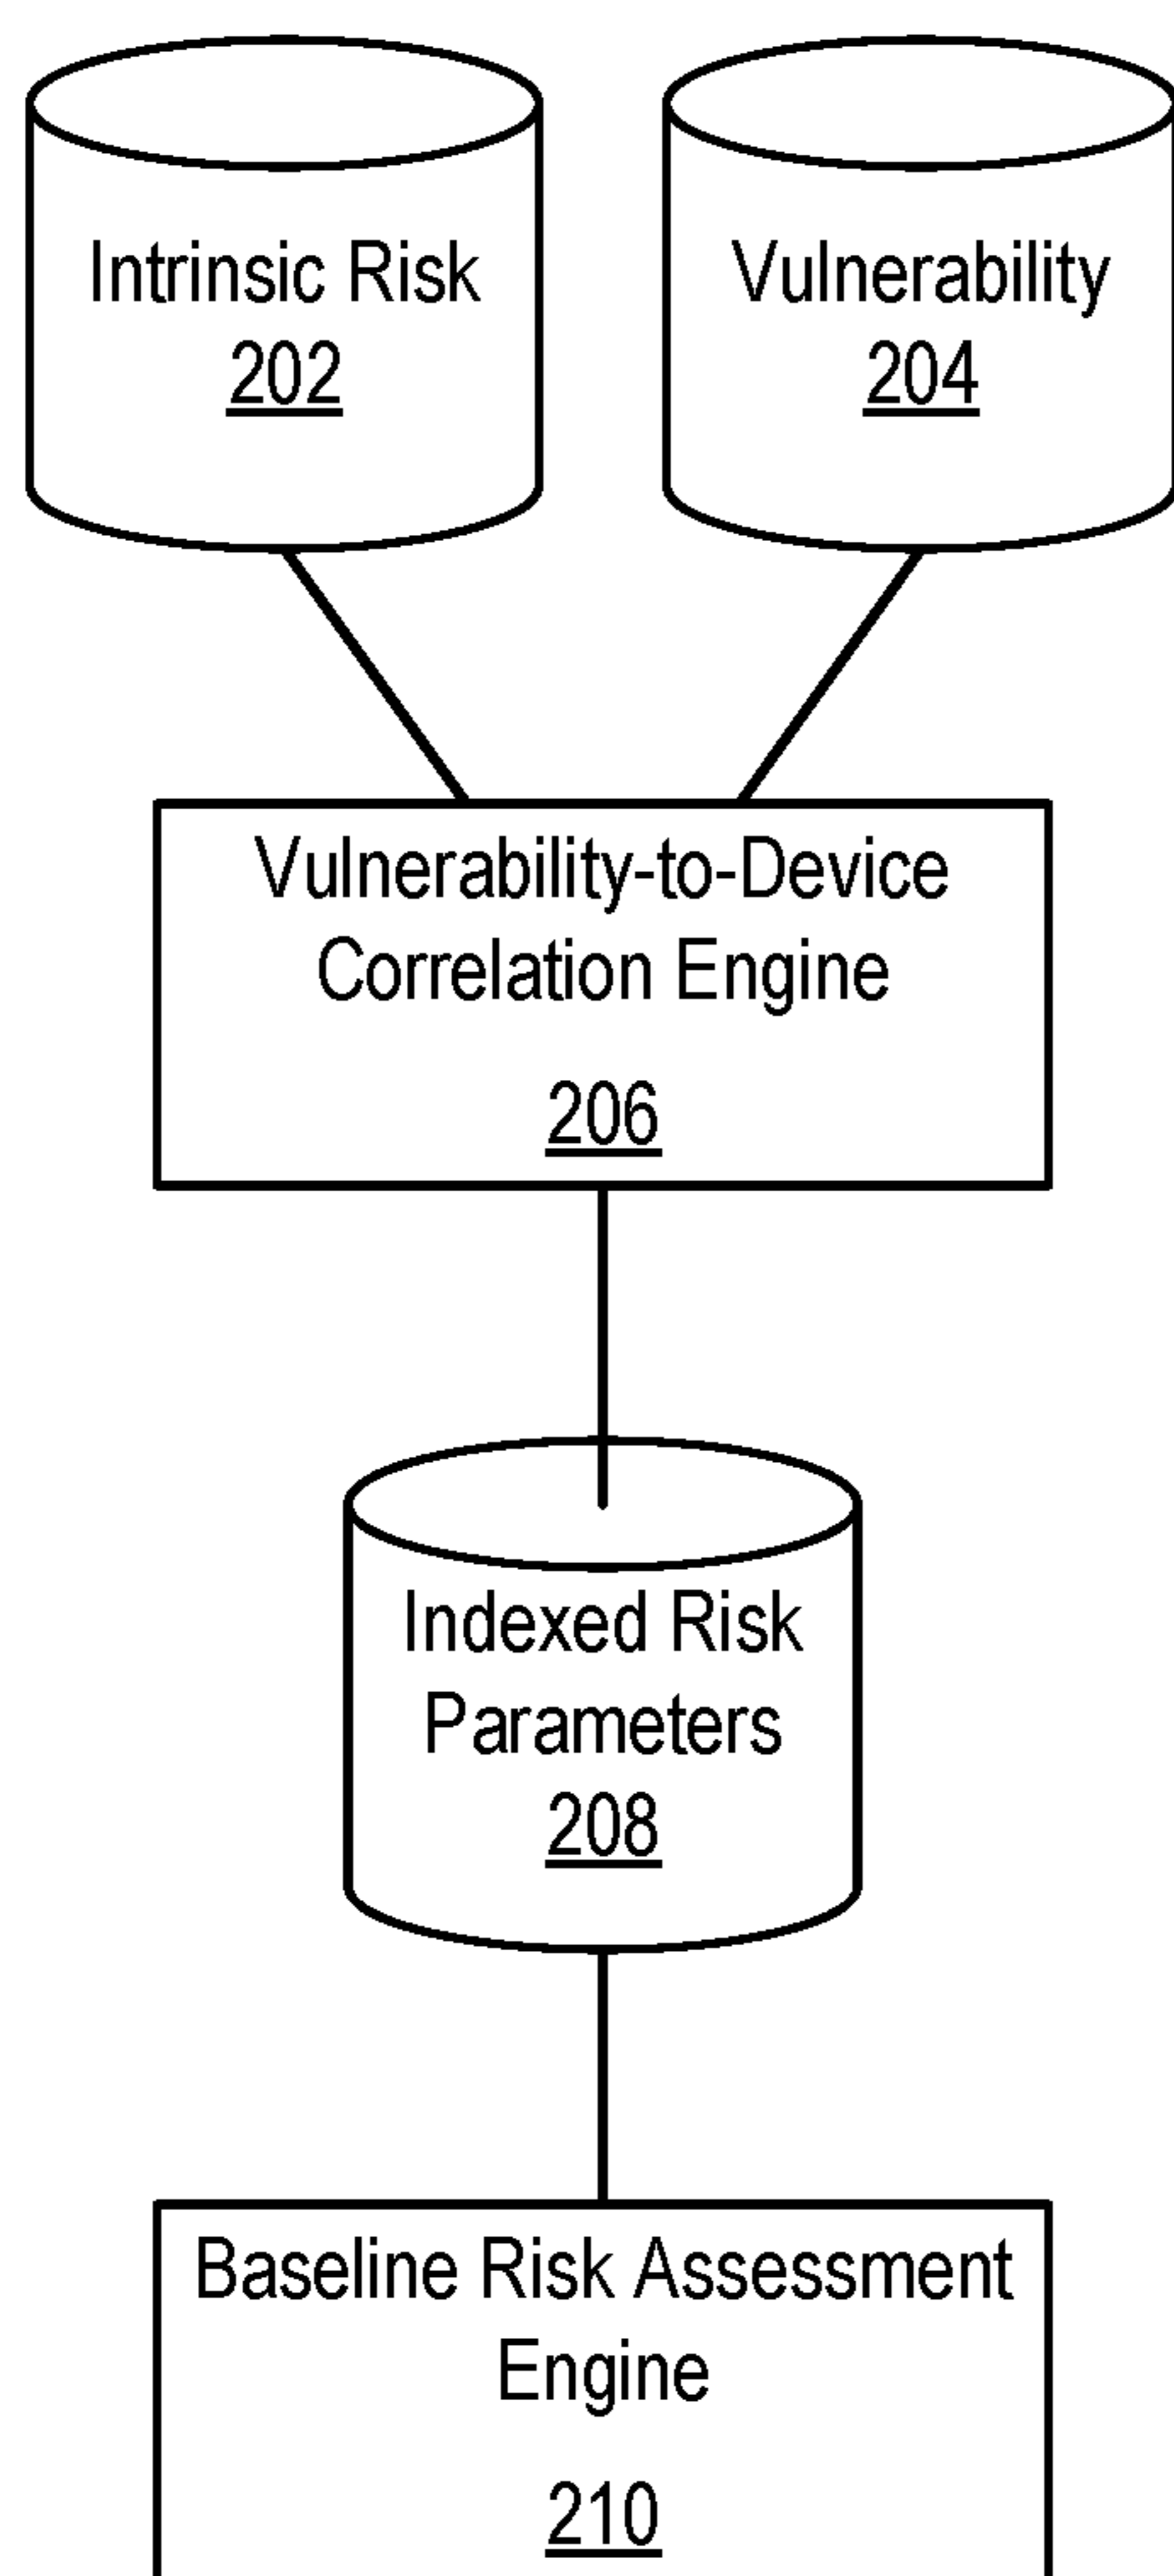 Intrinsic Risk
202
Vulnerability
204
Vulnerability-to-Device
Correlation Engine
206
Indexed Risk
Parameters
208
Baseline Risk Assessment
Engine
210